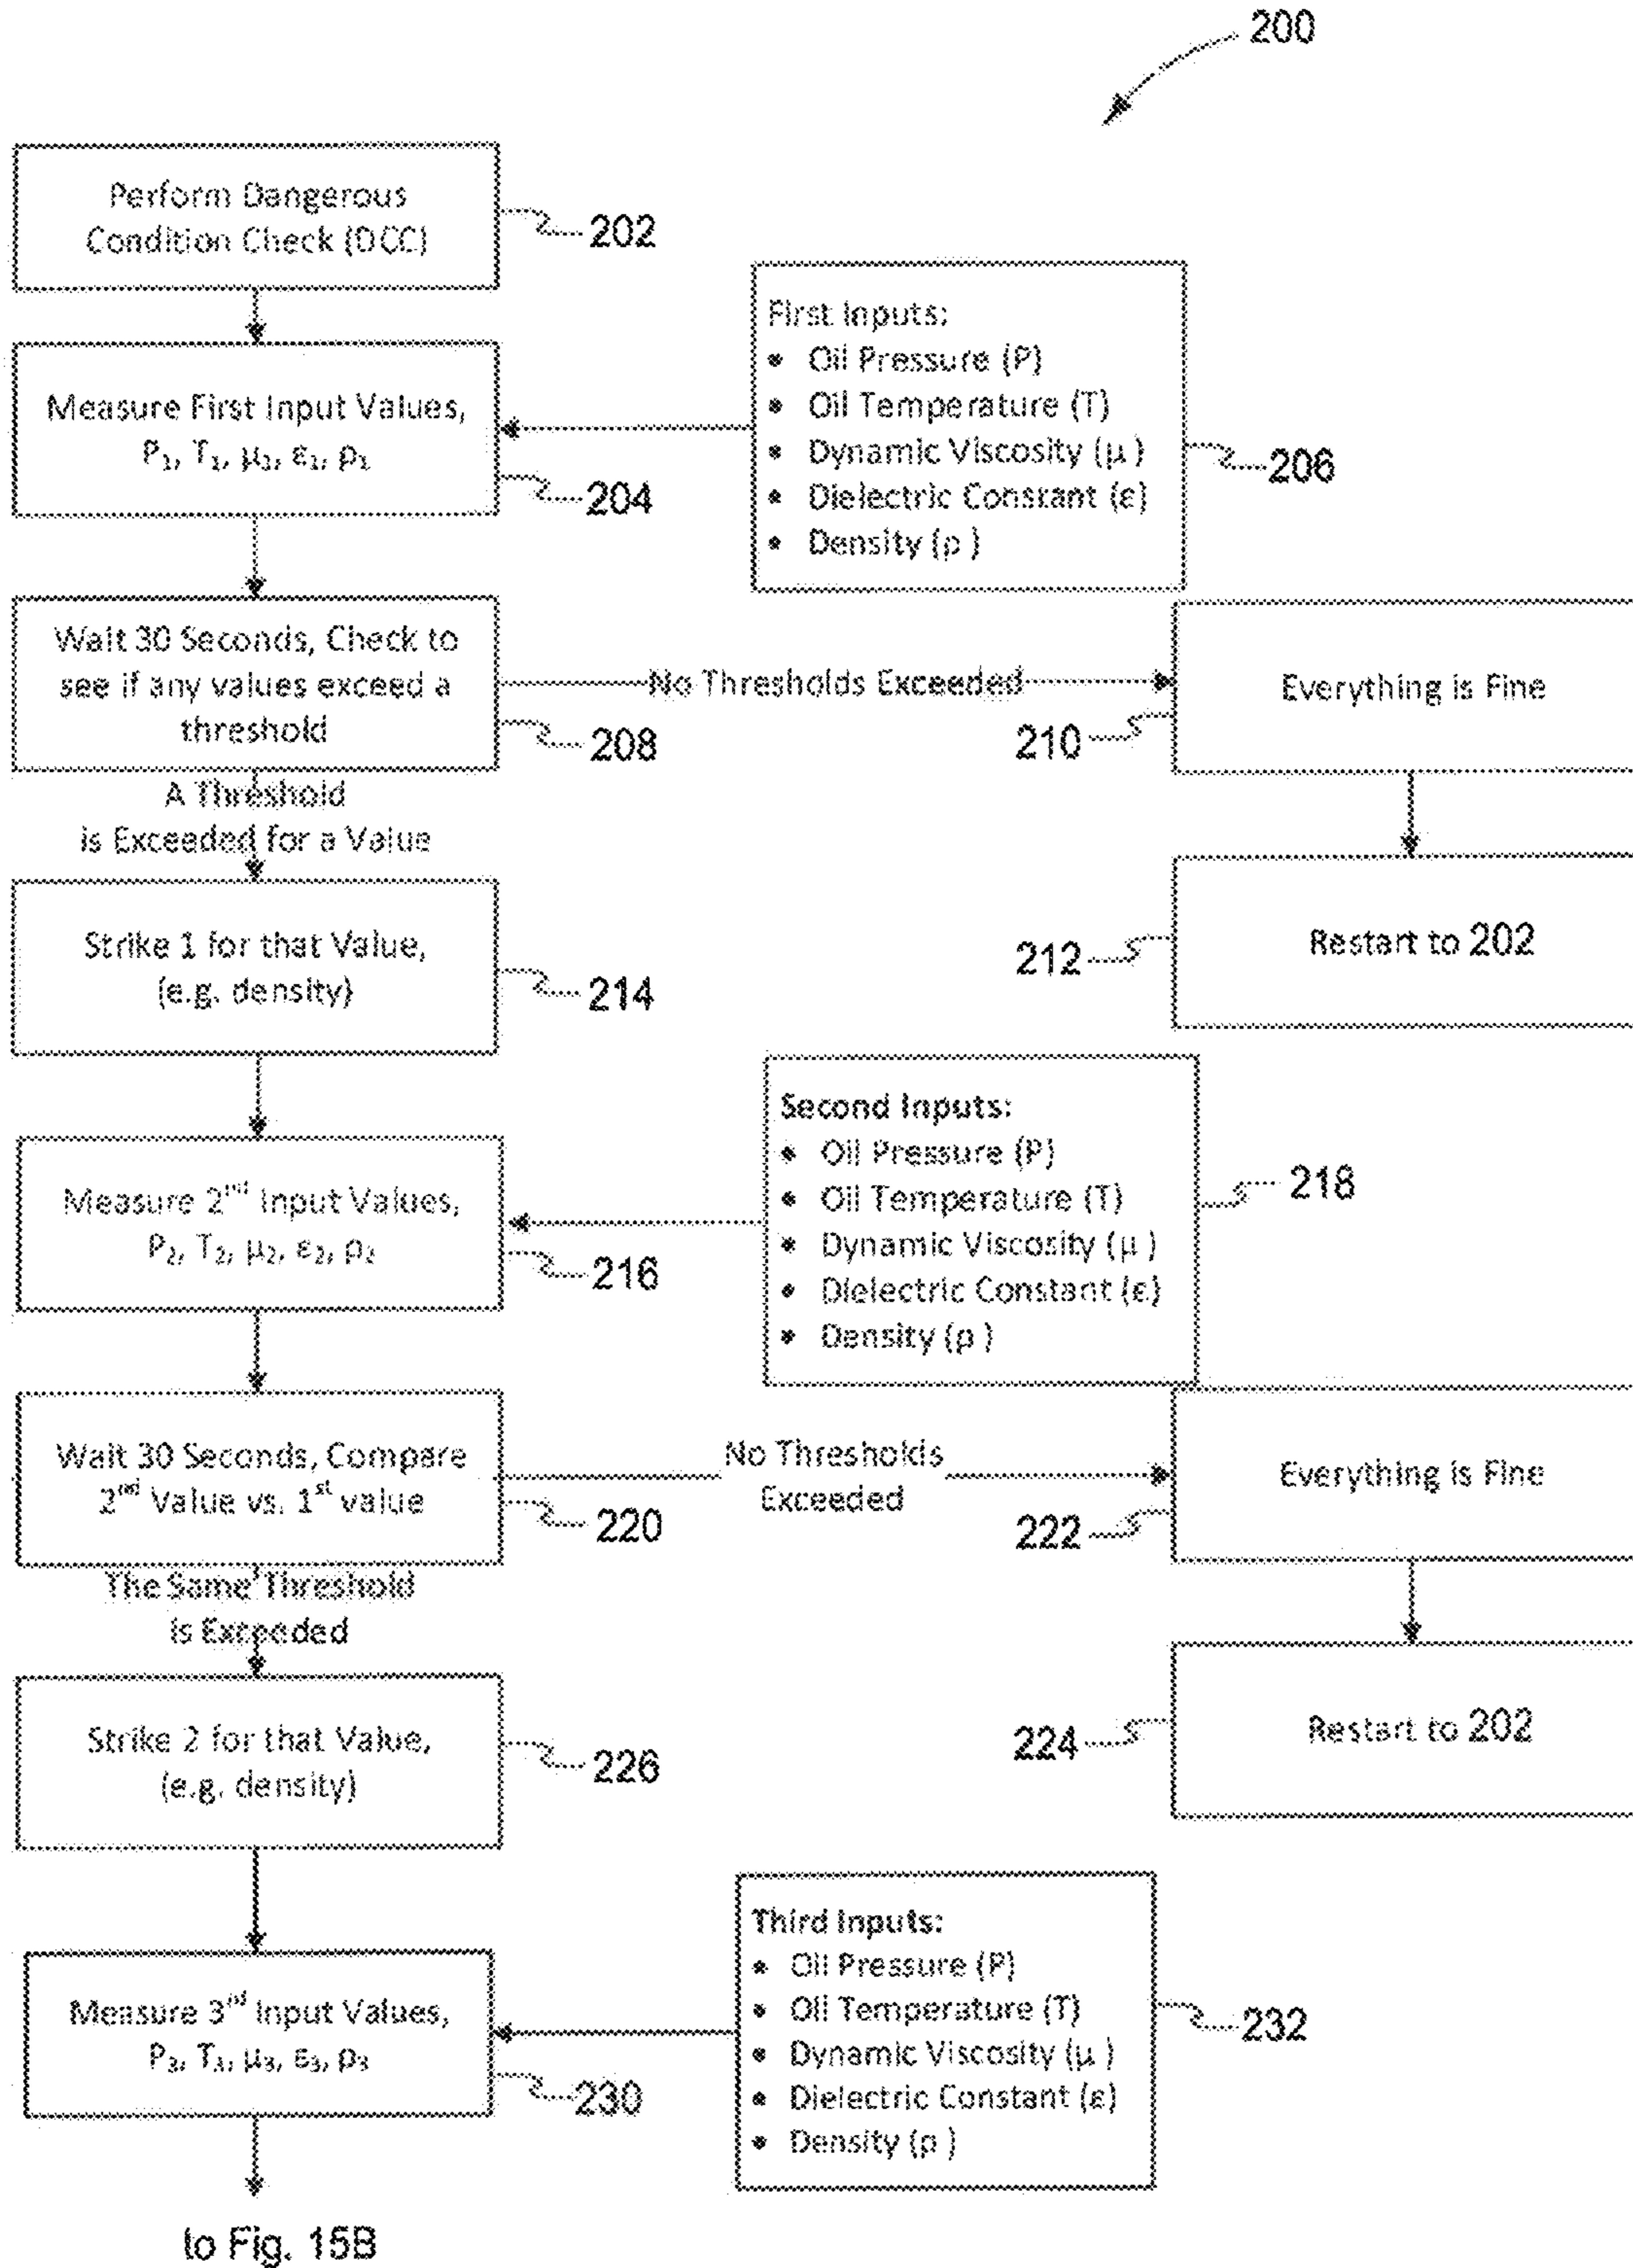 200
Perform Dangerous
Condition Check (DCC)
202
First Inputs:
• Oil Pressure (P)
• Oil Temperature (T)
• Dynamic Viscosity (μ )
• Dielectric Constant (ε)
• Density (ρ )
206
Measure First Input Values,
P₁, T₁, μ₁, ε₁, ρ₁
204
Wait 30 Seconds, Check to
see if any values exceed a
threshold
208
No Thresholds Exceeded
Everything is Fine
210
A Threshold
is Exceeded for a Value
Restart to 202
212
Strike 1 for that Value,
(e.g. density)
214
Second Inputs:
• Oil Pressure (P)
• Oil Temperature (T)
• Dynamic Viscosity (μ )
• Dielectric Constant (ε)
• Density (ρ )
218
Measure 2ⁿᵈ Input Values,
P₂, T₂, μ₂, ε₂, ρ₂
216
Wait 30 Seconds, Compare
2ⁿᵈ Value vs. 1ˢᵗ value
220
No Thresholds
Exceeded
Everything is Fine
222
The Same Threshold
is Exceeded
Restart to 202
224
Strike 2 for that Value,
(e.g. density)
226
Third Inputs:
• Oil Pressure (P)
• Oil Temperature (T)
• Dynamic Viscosity (μ )
• Dielectric Constant (ε)
• Density (ρ )
232
Measure 3ʳᵈ Input Values,
P₃, T₃, μ₃, ε₃, ρ₃
230
to Fig. 15B